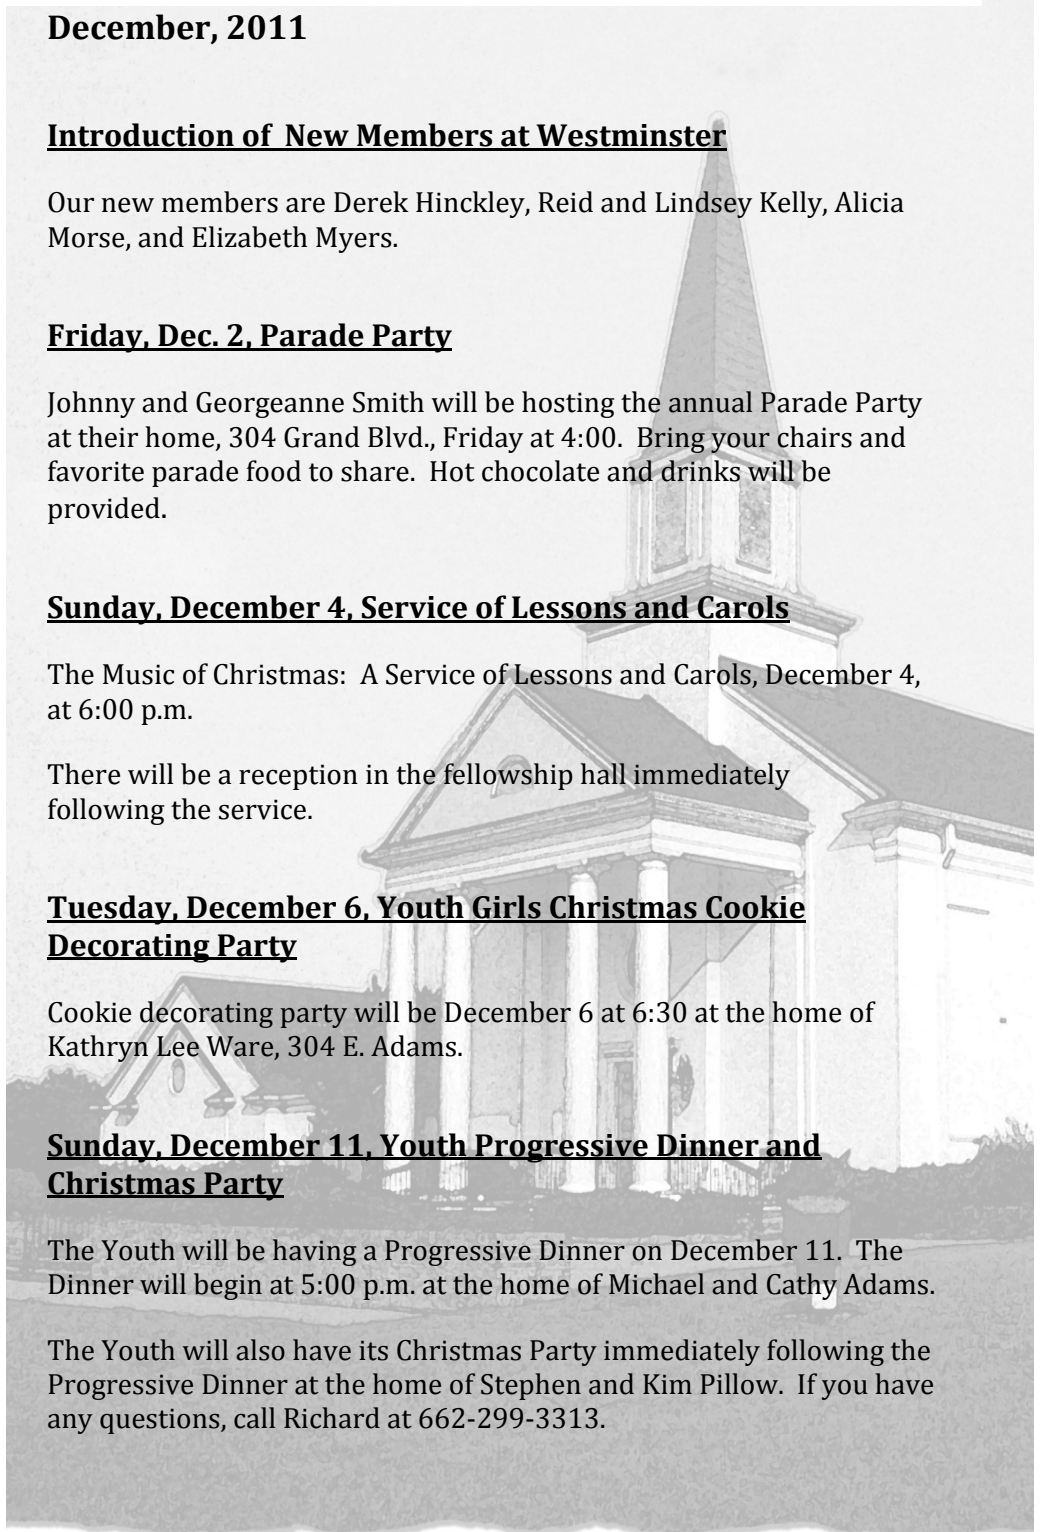 December, 2011
Introduction of  New Members at Westminster
Our new members are Derek Hinckley, Reid and Lindsey Kelly, Alicia
Morse, and Elizabeth Myers.
Friday, Dec. 2, Parade Party
Johnny and Georgeanne Smith will be hosting the annual Parade Party
at their home, 304 Grand Blvd., Friday at 4:00.  Bring your chairs and
favorite parade food to share.  Hot chocolate and drinks will be
provided.
Sunday, December 4, Service of Lessons and Carols
The Music of Christmas:  A Service of Lessons and Carols, December 4,
at 6:00 p.m.
There will be a reception in the fellowship hall immediately
following the service.
Tuesday, December 6, Youth Girls Christmas Cookie
Decorating Party
Cookie decorating party will be December 6 at 6:30 at the home of
Kathryn Lee Ware, 304 E. Adams.
Sunday, December 11, Youth Progressive Dinner and
Christmas Party
The Youth will be having a Progressive Dinner on December 11.  The
Dinner will begin at 5:00 p.m. at the home of Michael and Cathy Adams.
The Youth will also have its Christmas Party immediately following the
Progressive Dinner at the home of Stephen and Kim Pillow.  If you have
any questions, call Richard at 662-299-3313.